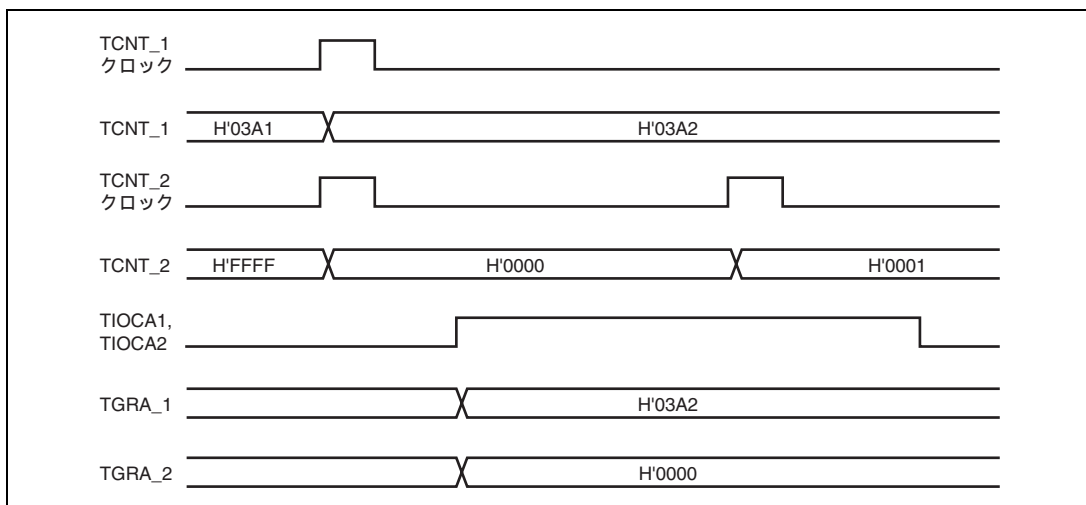 TCNT_1
クロック
TCNT_1 H'03A1 H'03A2
TCNT_2
クロック
TCNT_2 H'FFFF H'0000 H'0001
TIOCA1,
TIOCA2
TGRA_1 H'03A2
TGRA_2 H'0000